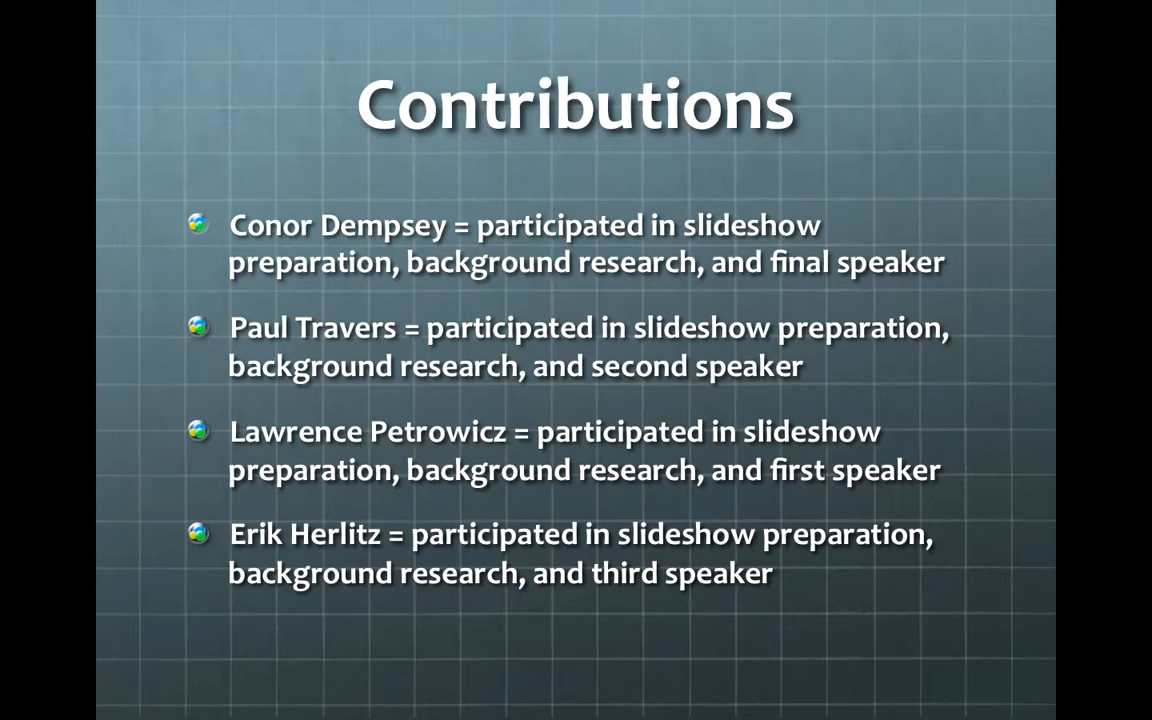 Contributions
Conor Dempsey = participated in slideshow
preparation, background research, and final speaker
Paul Travers = participated in slideshow preparation,
background research, and second speaker
Lawrence Petrowicz = participated in slideshow
preparation, background research, and first speaker
Erik Herlitz = participated in slideshow preparation,
background research, and third speaker